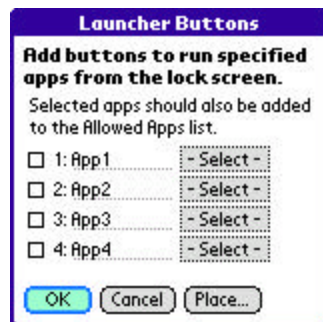 Launcher Buttons
Add buttons to run specified
apps from the lock screen.
Selected apps should also be added
to the Allowed Apps list.
1: App1 - Select -
2: App2 - Select -
3: App3 - Select -
4: App4 - Select -
OK Cancel Place...